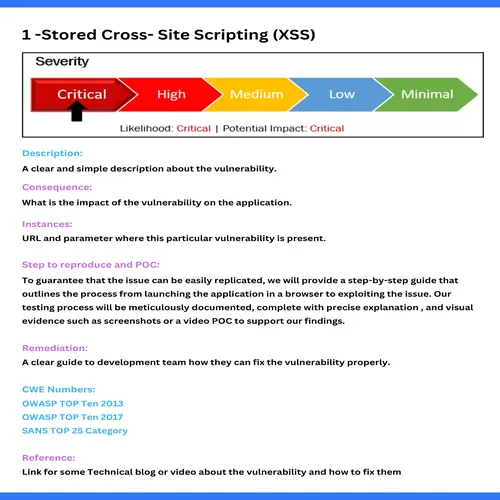 1 -Stored Cross- Site Scripting (XSS)
Severity
Critical High Medium Low Minimal
Likelihood: Critical | Potential Impact: Critical
Description:
A clear and simple description about the vulnerability.
Consequence:
What is the impact of the vulnerability on the application.
Instances:
URL and parameter where this particular vulnerability is present.
Step to reproduce and POC:
To guarantee that the issue can be easily replicated, we will provide a step-by-step guide that
outlines the process from launching the application in a browser to exploiting the issue. Our
testing process will be meticulously documented, complete with precise explanation , and visual
evidence such as screenshots or a video POC to support our findings.
Remediation:
A clear guide to development team how they can fix the vulnerability properly.
CWE Numbers:
OWASP TOP Ten 2013
OWASP TOP Ten 2017
SANS TOP 25 Category
Reference:
Link for some Technical blog or video about the vulnerability and how to fix them